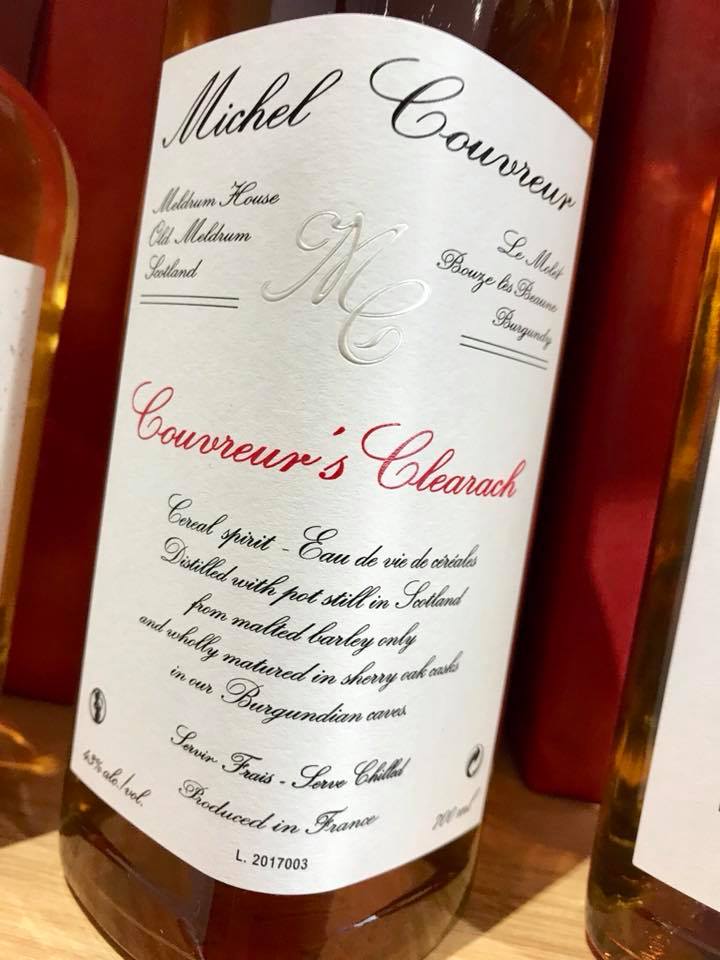 Michel Couvreur
Meldrum House
Old Meldrum
Scotland
MC
Le Molet
Bouze lès Beaune
Burgundy
Couvreur's Clearach
Cereal spirit - Eau de vie de céréales
Distilled with pot still in Scotland
from malted barley only
and wholly matured in sherry oak casks
in our Burgundian caves.
Servir Frais - Serve Chilled
43% alc./vol.
Produced in France
700 ml
L. 2017003